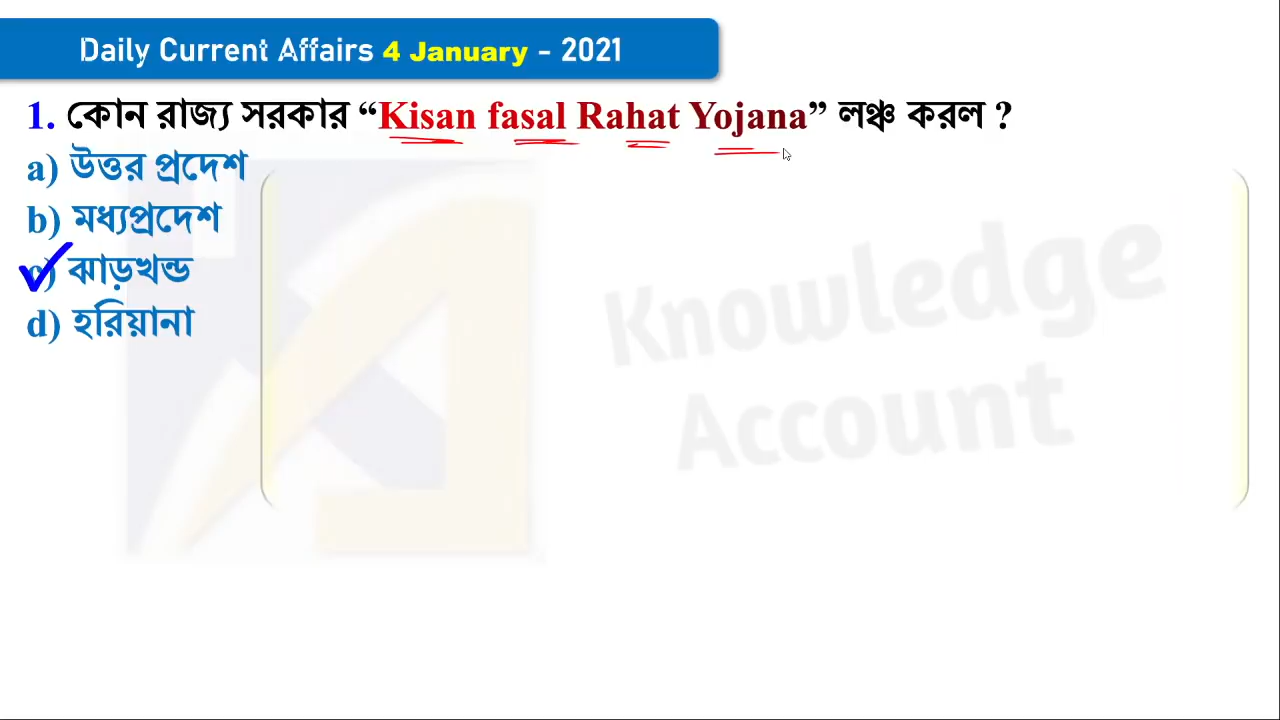 Daily Current Affairs 4 January - 2021
1. কোন রাজ্য সরকার “Kisan fasal Rahat Yojana” লঞ্চ করল ?
a) উত্তর প্রদেশ
b) মধ্যপ্রদেশ
c) ঝাড়খন্ড
d) হরিয়ানা
Knowledge
Account